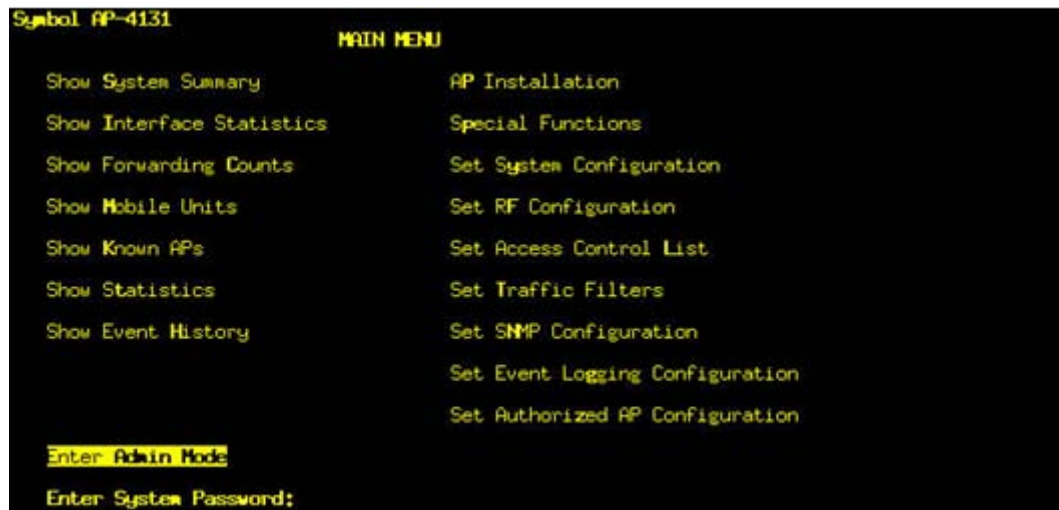 Symbol AP-4131
MAIN MENU
Show System Summary AP Installation
Show Interface Statistics Special Functions
Show Forwarding Counts Set System Configuration
Show Mobile Units Set RF Configuration
Show Known APs Set Access Control List
Show Statistics Set Traffic Filters
Show Event History Set SNMP Configuration
Set Event Logging Configuration
Set Authorized AP Configuration
Enter Admin Mode
Enter System Password: